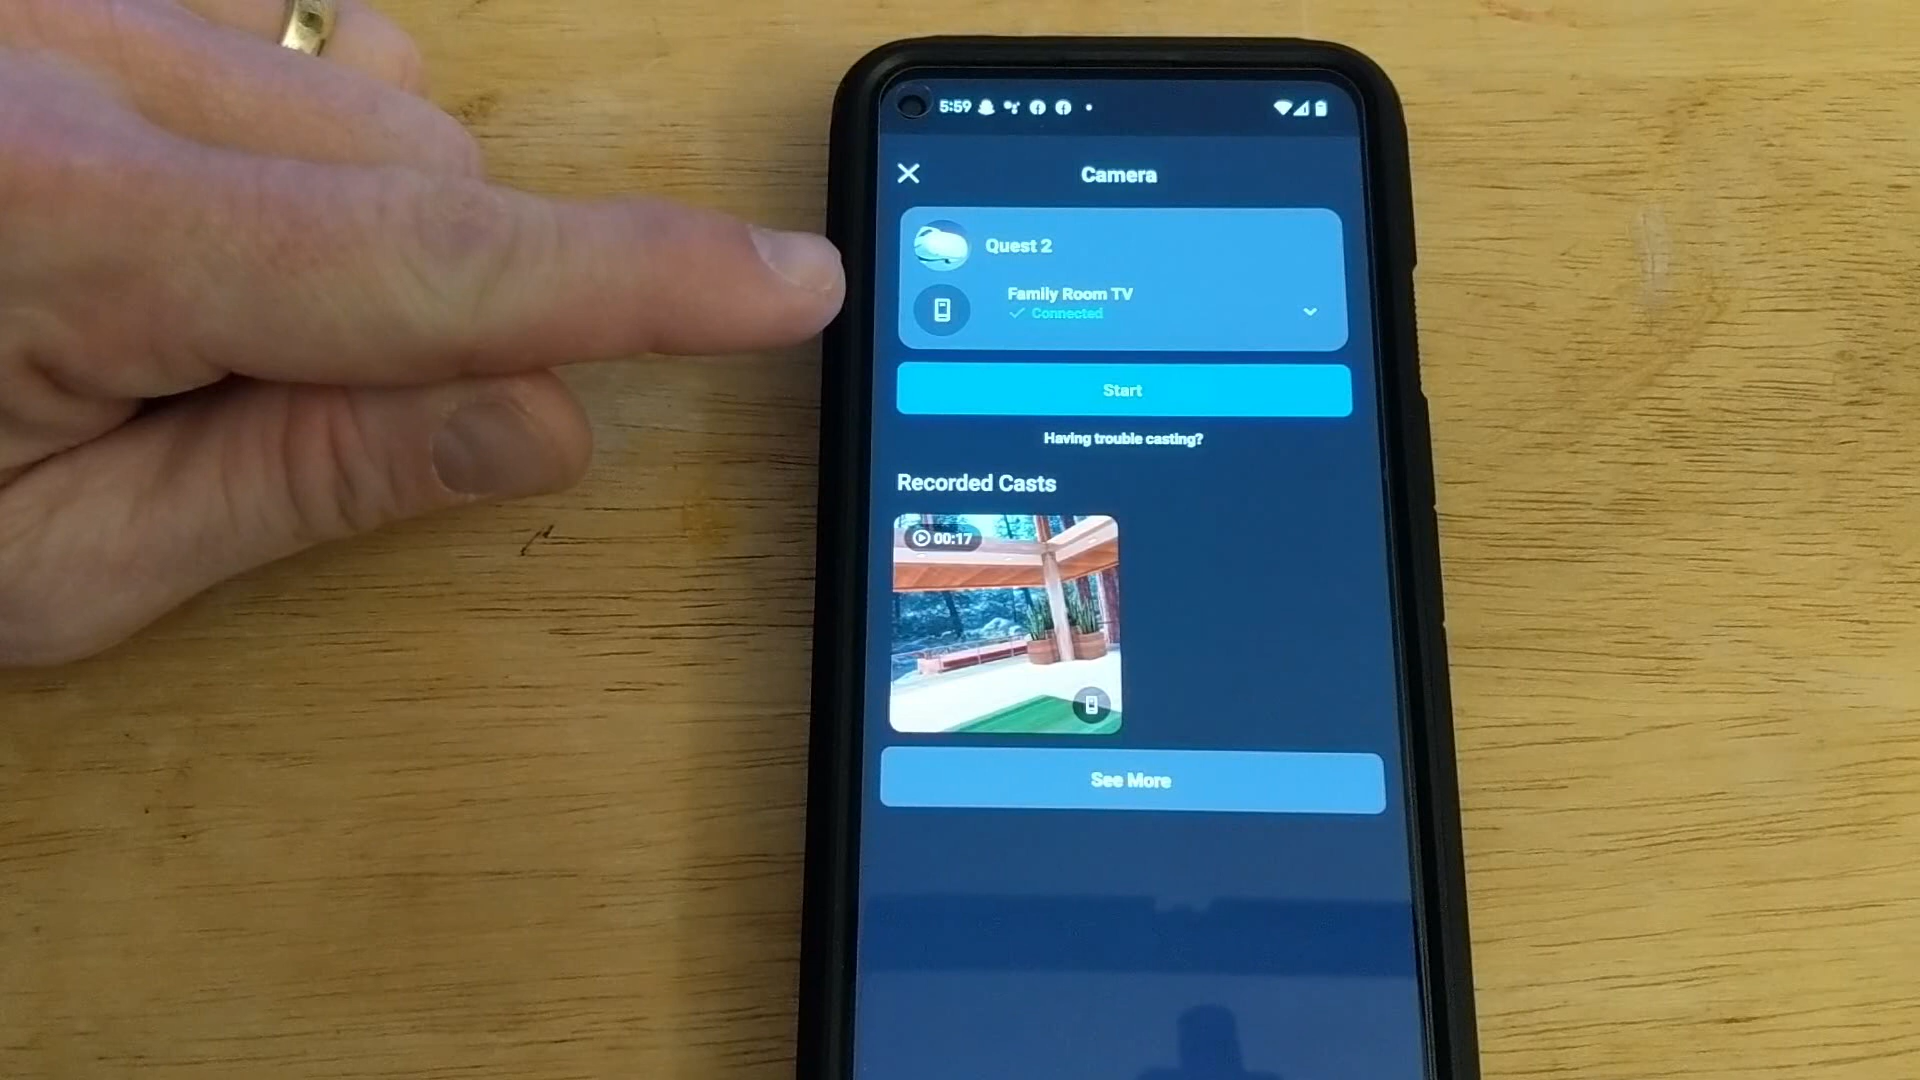 5:59
Camera
Quest 2
Family Room TV
Connected
Start
Having trouble casting?
Recorded Casts
00:17
See More